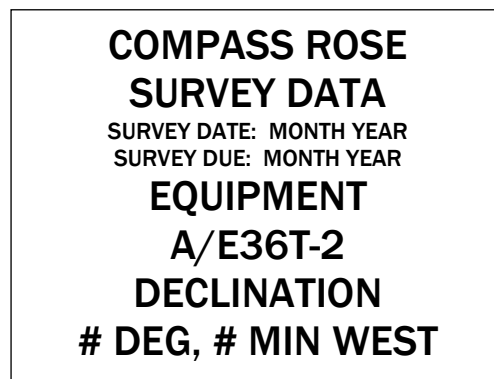 COMPASS ROSE
SURVEY DATA
SURVEY DATE: MONTH YEAR
SURVEY DUE: MONTH YEAR
EQUIPMENT
A/E36T-2
DECLINATION
# DEG, # MIN WEST